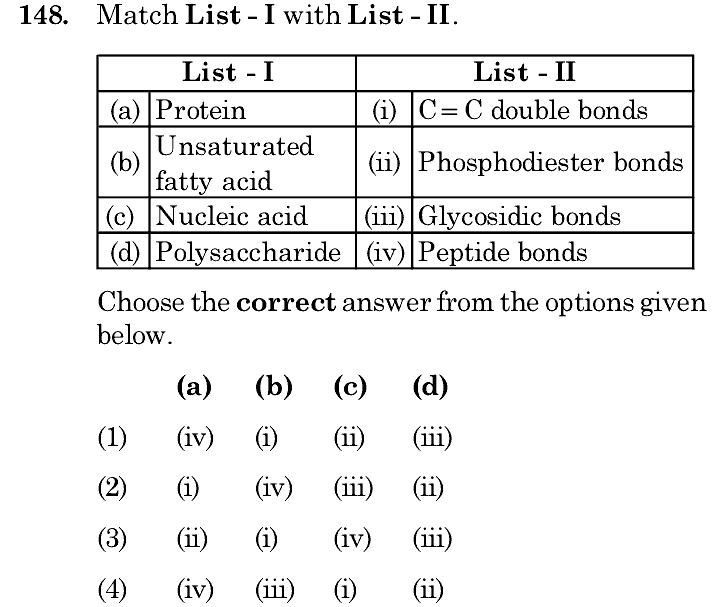 148. Match List - I with List - II.
List - I List - II
(a) Protein (i) C = C double bonds
(b) Unsaturated fatty acid (ii) Phosphodiester bonds
(c) Nucleic acid (iii) Glycosidic bonds
(d) Polysaccharide (iv) Peptide bonds
Choose the correct answer from the options given
below.
(a) (b) (c) (d)
(1) (iv) (i) (ii) (iii)
(2) (i) (iv) (iii) (ii)
(3) (ii) (i) (iv) (iii)
(4) (iv) (iii) (i) (ii)